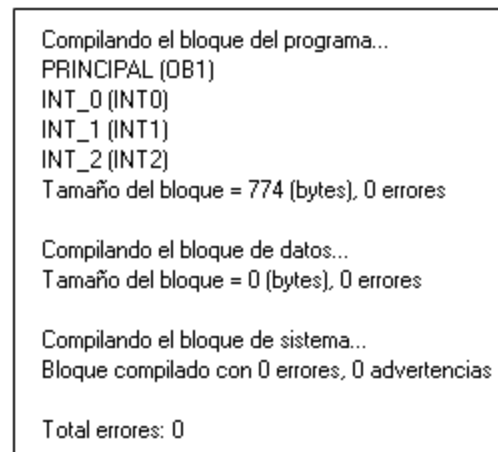 Compilando el bloque del programa...
PRINCIPAL (OB1)
INT_0 (INT0)
INT_1 (INT1)
INT_2 (INT2)
Tamaño del bloque = 774 (bytes), 0 errores
Compilando el bloque de datos...
Tamaño del bloque = 0 (bytes), 0 errores
Compilando el bloque de sistema...
Bloque compilado con 0 errores, 0 advertencias
Total errores: 0